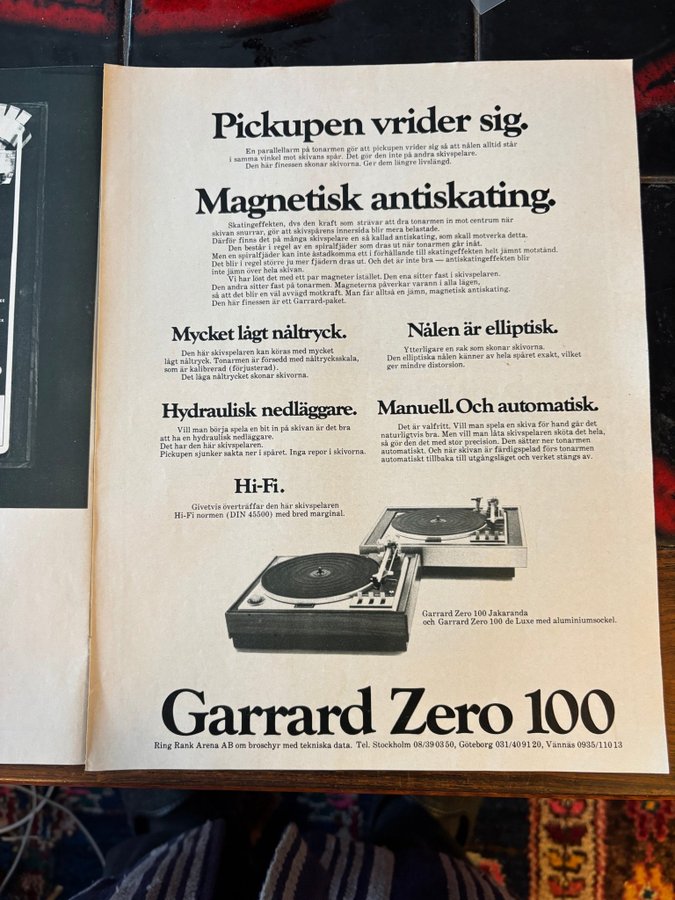 Pickupen vrider sig.
En parallellarm på tonarmen gör att pickupen vrider sig så att nålen alltid står
i samma vinkel mot skivans spår. Det gör den inte på andra skivspelare.
Den här finessen skonar skivorna. Ger dem längre livslängd.
Magnetisk antiskating.
Skatingeffekten, dvs den kraft som strävar att dra tonarmen in mot centrum när
skivan snurrar, gör att skivspårens innersida blir mera belastade.
Därför finns det på många skivspelare en så kallad antiskating, som skall motverka detta.
Den består i regel av en spiralfjäder som dras ut när tonarmen går inåt.
Men en spiralfjäder kan inte åstadkomma ett i förhållande till skatingeffekten helt jämnt motstånd.
Det blir i regel större ju mer fjädern dras ut. Och det är inte bra — antiskatingeffekten blir
inte jämn över hela skivan.
Vi har löst det med ett par magneter istället. Den ena sitter fast i skivspelaren.
Den andra sitter fast på tonarmen. Magneterna påverkar varann i alla lägen,
så att det blir en väl avvägd motkraft. Man får alltså en jämn, magnetisk antiskating.
Den här finessen är ett Garrard-paket.
Mycket lågt nåltryck.
Den här skivspelaren kan köras med mycket
lågt nåltryck. Tonarmen är försedd med nåltrycksskala,
som är kalibrerad (förjusterad).
Det låga nåltrycket skonar skivorna.
Nålen är elliptisk.
Ytterligare en sak som skonar skivorna.
Den elliptiska nålen känner av hela spåret exakt, vilket
ger mindre distorsion.
Hydraulisk nedläggare.
Vill man börja spela en bit in på skivan är det bra
att ha en hydraulisk nedläggare.
Det har den här skivspelaren.
Pickupen sjunker sakta ner i spåret. Inga repor i skivorna.
Manuell. Och automatisk.
Det är valfritt. Vill man spela en skiva för hand går det
naturligtvis bra. Men vill man låta skivspelaren sköta det hela,
så gör den det med stor precision. Den sätter ner tonarmen
automatiskt. Och när skivan är färdigspelad förs tonarmen
automatiskt tillbaka till utgångsläget och verket stängs av.
Hi-Fi.
Givetvis överträffar den här skivspelaren
Hi-Fi normen (DIN 45500) med bred marginal.
Garrard Zero 100 Jakaranda
och Garrard Zero 100 de Luxe med aluminiumsockel.
Garrard Zero 100
Ring Rank Arena AB om broschyr med tekniska data. Tel. Stockholm 08/39 03 50, Göteborg 031/40 91 20, Vännäs 0935/110 13